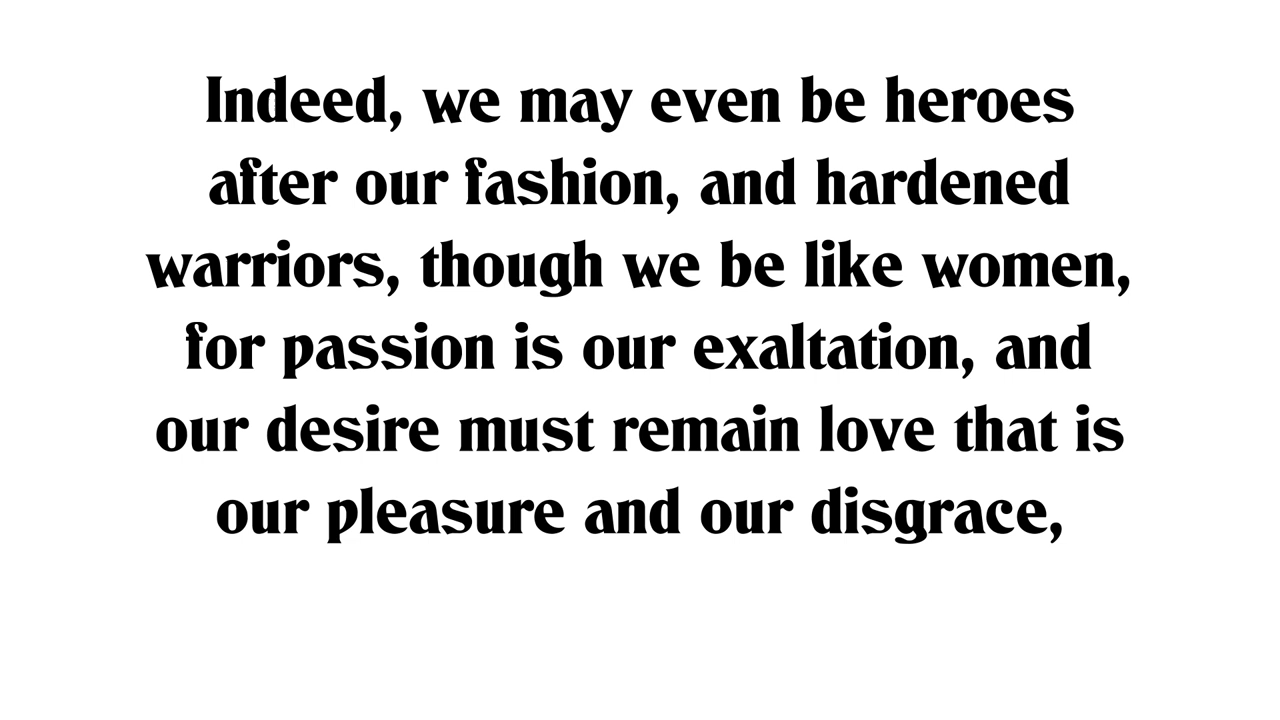 Indeed, we may even be heroes
after our fashion, and hardened
warriors, though we be like women,
for passion is our exaltation, and
our desire must remain love that is
our pleasure and our disgrace,